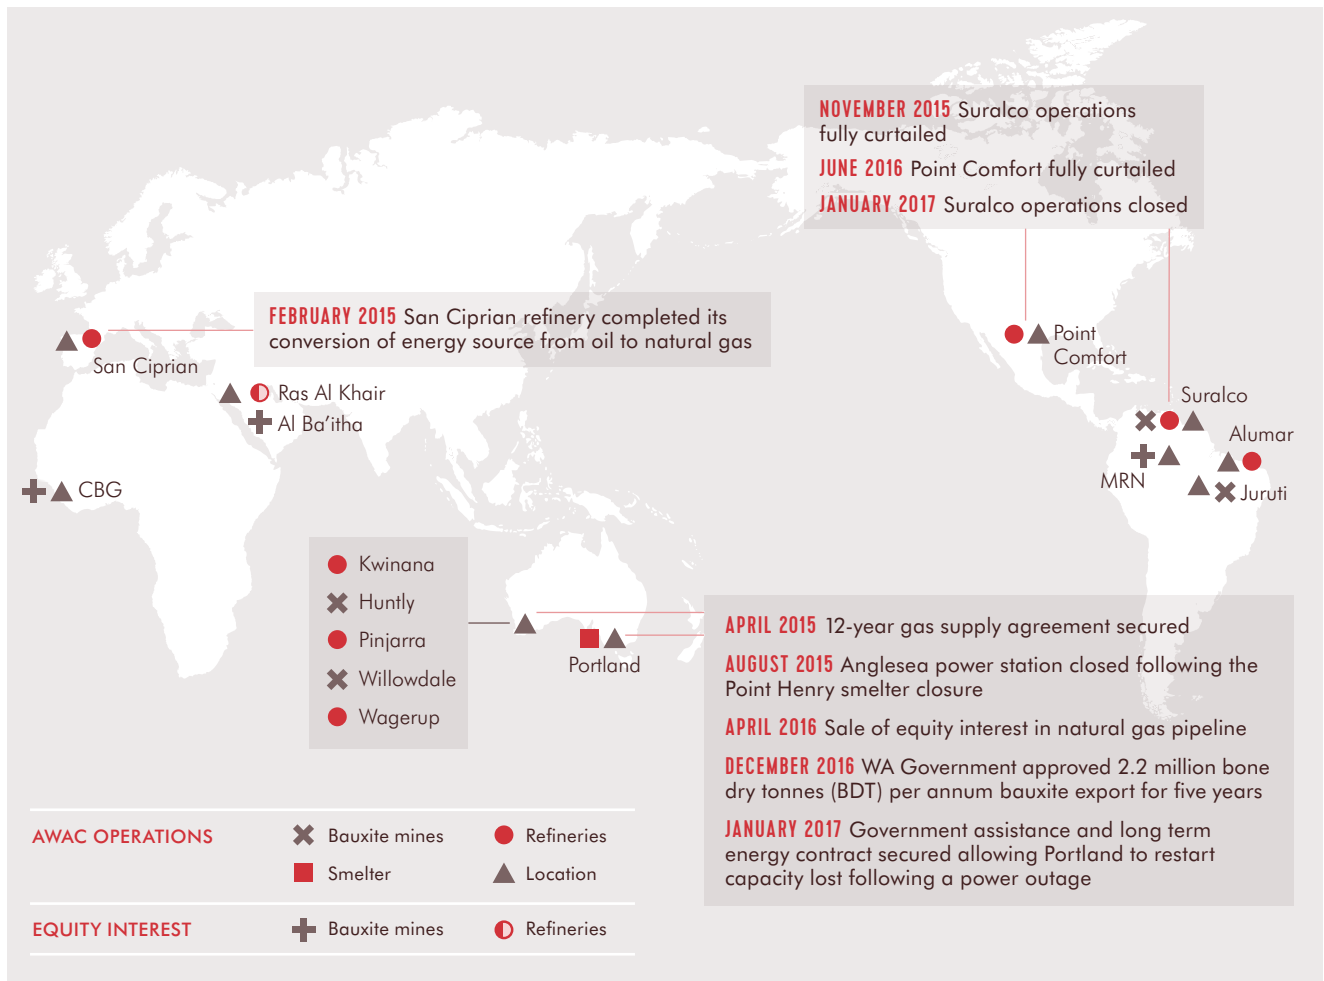 NOVEMBER 2015 Suralco operations
fully curtailed
JUNE 2016 Point Comfort fully curtailed
JANUARY 2017 Suralco operations closed
FEBRUARY 2015 San Ciprian refinery completed its
conversion of energy source from oil to natural gas
San Ciprian
Point
Comfort
Ras Al Khair
Al Ba’itha
Suralco
Alumar
MRN
Juruti
CBG
Kwinana
Huntly
Pinjarra
Willowdale
Wagerup
Portland
APRIL 2015 12-year gas supply agreement secured
AUGUST 2015 Anglesea power station closed following the
Point Henry smelter closure
APRIL 2016 Sale of equity interest in natural gas pipeline
DECEMBER 2016 WA Government approved 2.2 million bone
dry tonnes (BDT) per annum bauxite export for five years
JANUARY 2017 Government assistance and long term
energy contract secured allowing Portland to restart
capacity lost following a power outage
AWAC OPERATIONS
Bauxite mines
Refineries
Smelter
Location
EQUITY INTEREST
Bauxite mines
Refineries